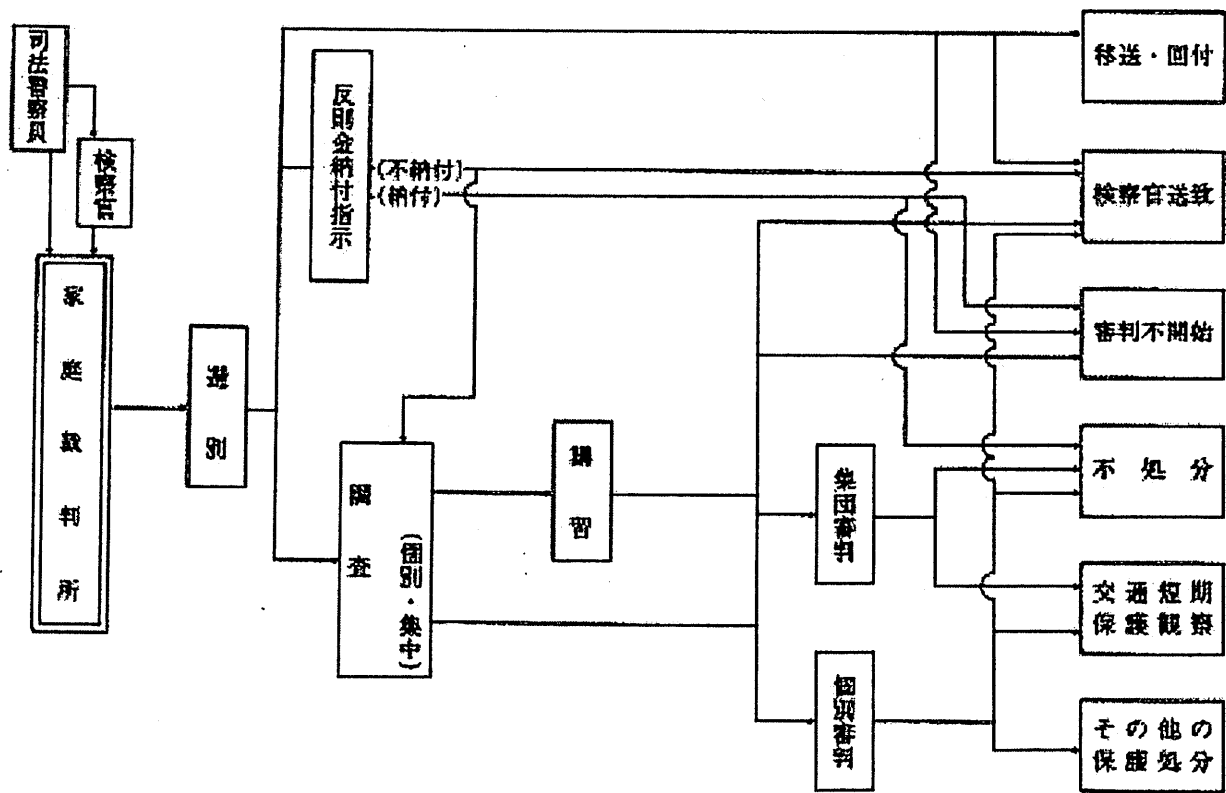 司法警察員
検察官
家庭裁判所
選別
反則金納付指示
(不納付)
(納付)
調査
(個別・集中)
講習
集団審判
個別審判
移送・回付
検察官送致
審判不開始
不処分
交通短期
保護観察
その他の
保護処分